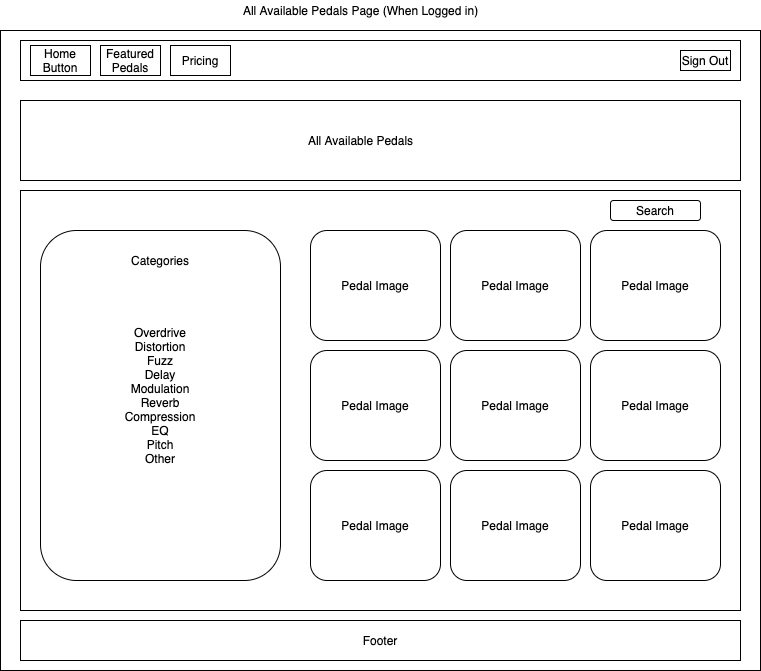 All Available Pedals Page (When Logged in)
Home
Button
Featured
Pedals
Pricing
Sign Out
All Available Pedals
Search
Categories
Overdrive
Distortion
Fuzz
Delay
Modulation
Reverb
Compression
EQ
Pitch
Other
Pedal Image
Pedal Image
Pedal Image
Pedal Image
Pedal Image
Pedal Image
Pedal Image
Pedal Image
Pedal Image
Footer